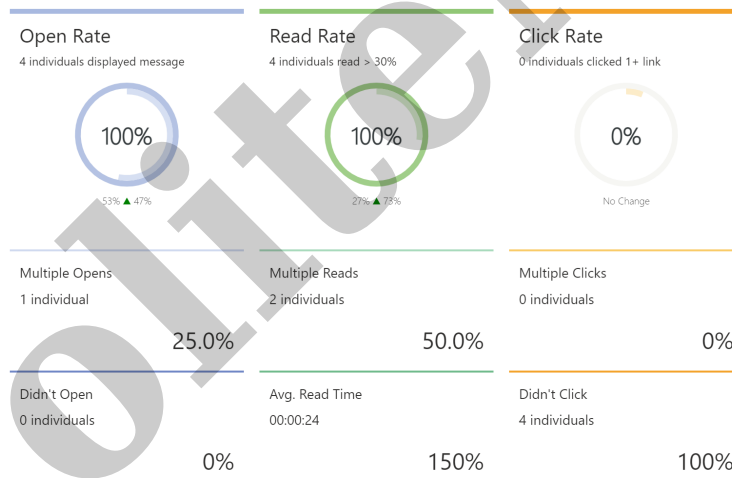 Open Rate
4 individuals displayed message
100%
53% ▲ 47%
Read Rate
4 individuals read > 30%
100%
27% ▲ 73%
Click Rate
0 individuals clicked 1+ link
0%
No Change
Multiple Opens
1 individual
25.0%
Multiple Reads
2 individuals
50.0%
Multiple Clicks
0 individuals
0%
Didn't Open
0 individuals
0%
Avg. Read Time
00:00:24
150%
Didn't Click
4 individuals
100%
olite